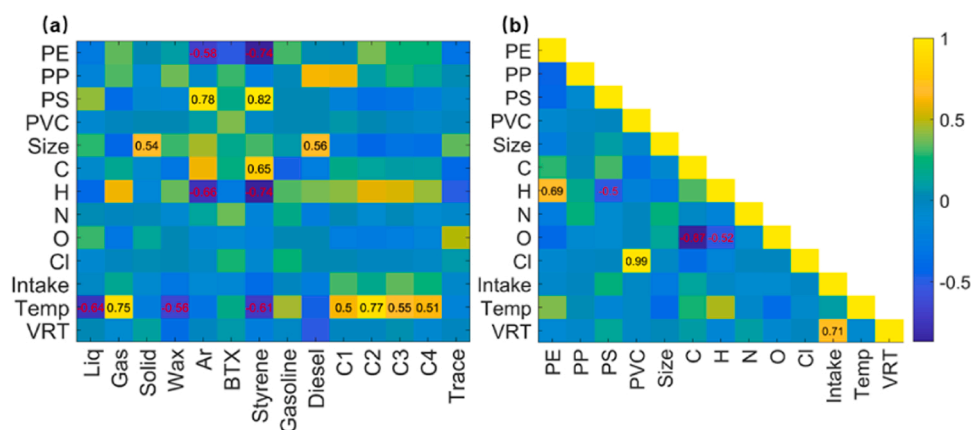 (a)
PE -0.58 -0.74
PP
PS 0.78 0.82
PVC
Size 0.54 0.56
C 0.65
H -0.68 -0.74
N
O
Cl
Intake
Temp -0.64 0.75 -0.56 -0.61 0.5 0.77 0.55 0.51
VRT
Liq Gas Solid Wax Ar BTX Styrene Gasoline Diesel C1 C2 C3 C4 Trace
(b)
PE
PP
PS
PVC
Size
C
H 0.69 -0.5
N
O -0.87 -0.52
Cl 0.99
Intake
Temp
VRT 0.71
PE PP PS PVC Size C H N O Cl Intake Temp VRT
1
0.5
0
-0.5